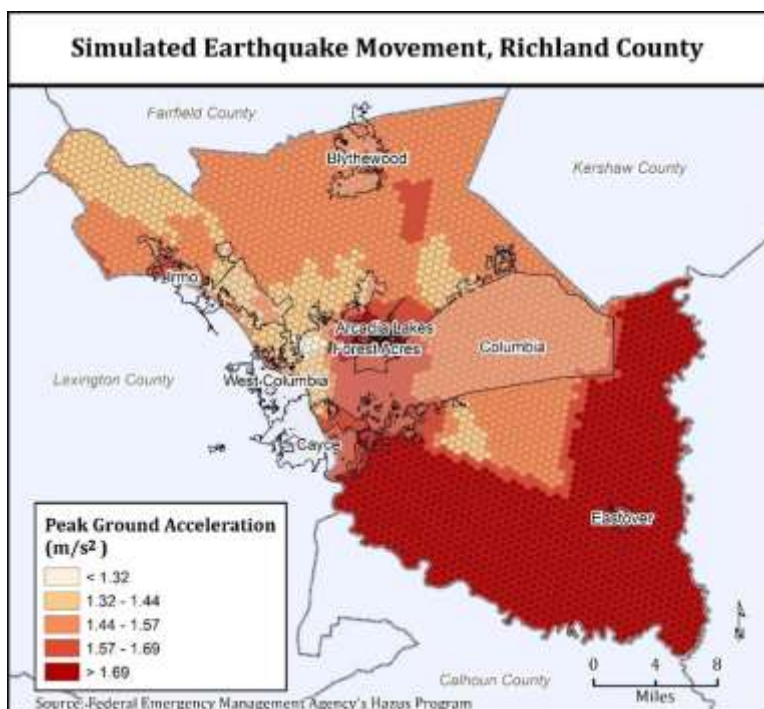 Simulated Earthquake Movement, Richland County
Fairfield County
Blythewood
Kershaw County
Irmo
Arcadia Lakes
Forest Acres
Columbia
Lexington County
West Columbia
Cayce
Eastover
Peak Ground Acceleration
(m/s²)
< 1.32
1.32 - 1.44
1.44 - 1.57
1.57 - 1.69
> 1.69
Calhoun County
0 4 8
Miles
Source: Federal Emergency Management Agency's Hazus Program